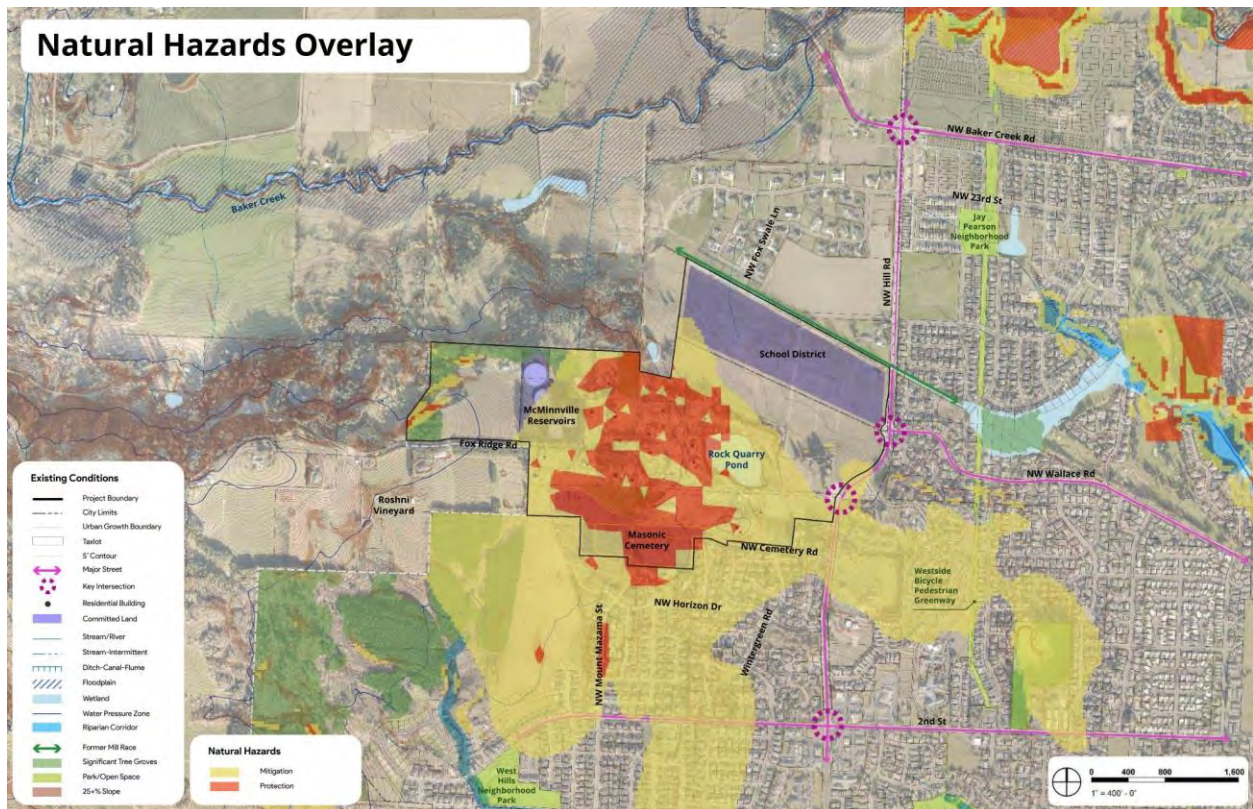 Natural Hazards Overlay
NW Baker Creek Rd
NW 23rd St
Jay
Pearson
Neighborhood
Park
Baker Creek
NW Fox Swale Ln
NW Hill Rd
School District
McMinnville
Reservoirs
Fox Ridge Rd
Rock Quarry
Pond
NW Wallace Rd
Roshni
Vineyard
Masonic
Cemetery
NW Cemetery Rd
Westside
Bicycle
Pedestrian
Greenway
NW Horizon Dr
NW Mount Mazama St
Wintergreen Rd
2nd St
West
Hills
Neighborhood
Park
Existing Conditions
Project Boundary
City Limits
Urban Growth Boundary
Taxlot
5' Contour
Major Street
Key Intersection
Residential Building
Committed Land
Stream/River
Stream-Intermittent
Ditch-Canal-Flume
Floodplain
Wetland
Water Pressure Zone
Riparian Corridor
Former Mill Race
Significant Tree Groves
Park/Open Space
25+% Slope
Natural Hazards
Mitigation
Protection
0 400 800 1,600
1" = 400' - 0"